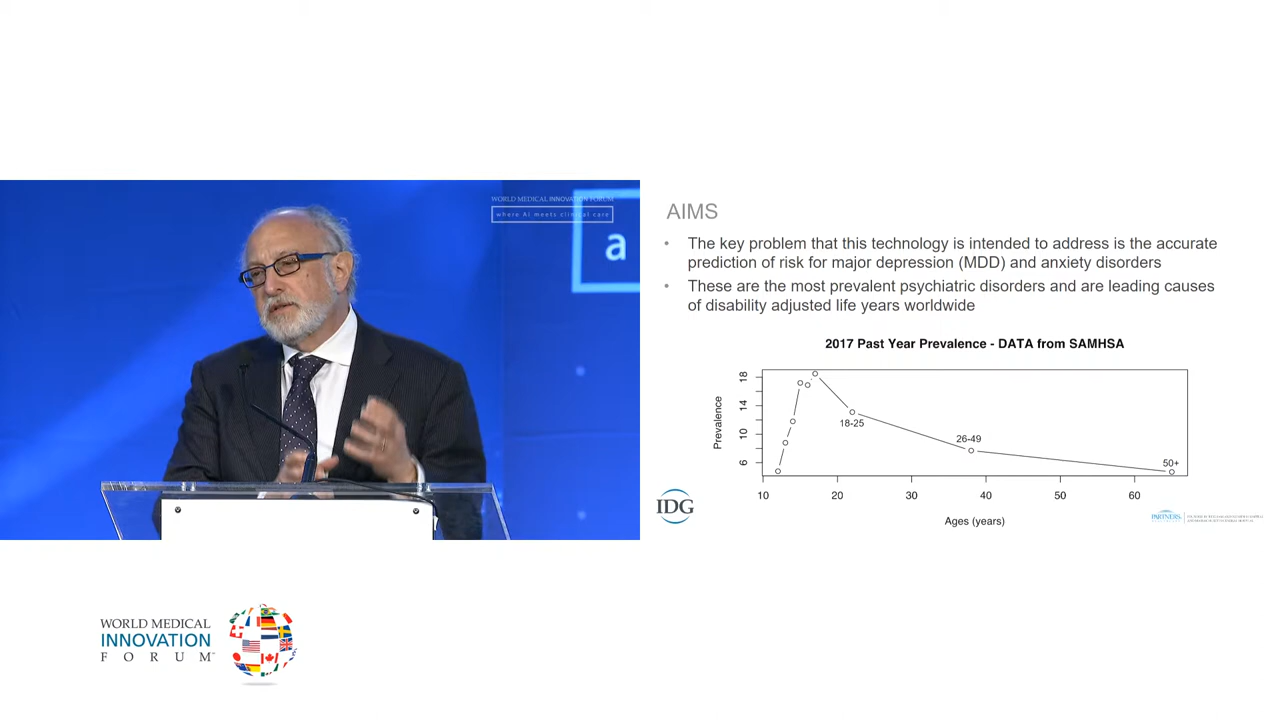 WORLD MEDICAL INNOVATION FORUM
where AI meets clinical care
a
AIMS
• The key problem that this technology is intended to address is the accurate
prediction of risk for major depression (MDD) and anxiety disorders
• These are the most prevalent psychiatric disorders and are leading causes
of disability adjusted life years worldwide
2017 Past Year Prevalence - DATA from SAMHSA
Prevalence
18
14
10
6
18-25
26-49
50+
10 20 30 40 50 60
Ages (years)
IDG
PARTNERS
WORLD MEDICAL
INNOVATION
FORUM